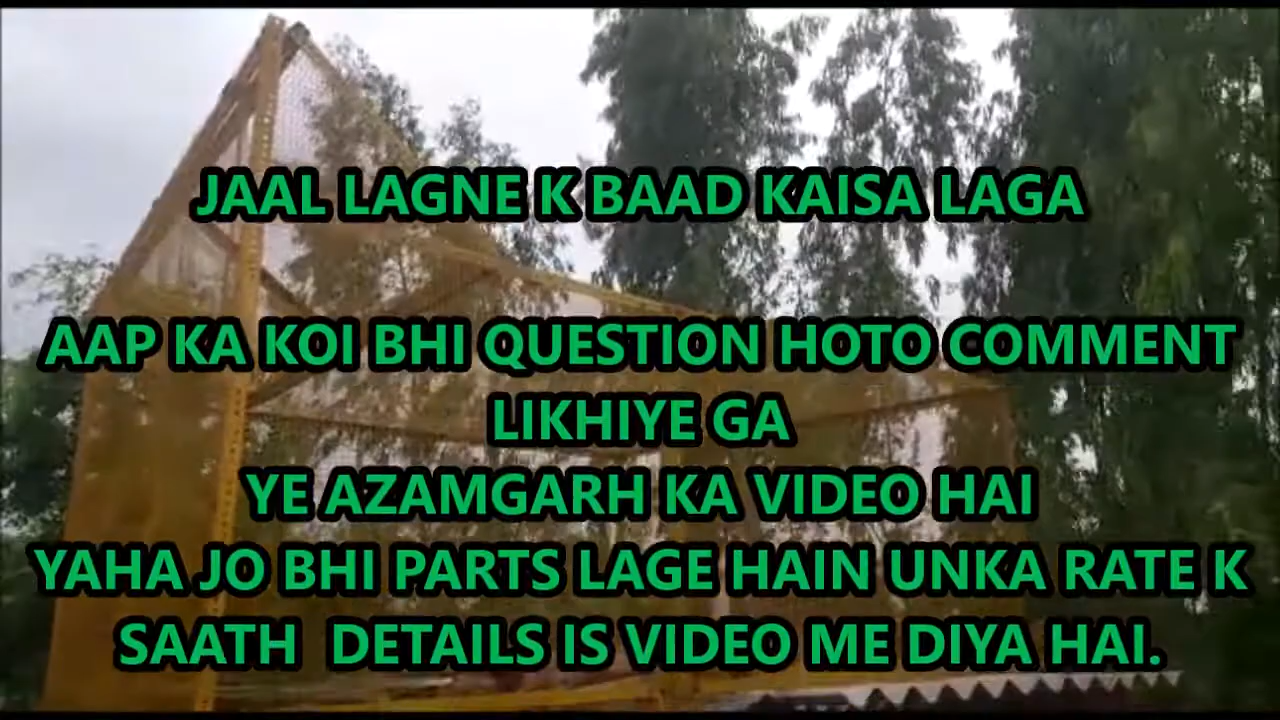 JAAL LAGNE K BAAD KAISA LAGA
AAP KA KOI BHI QUESTION HOTO COMMENT
LIKHIYE GA
YE AZAMGARH KA VIDEO HAI
YAHA JO BHI PARTS LAGE HAIN UNKA RATE K
SAATH DETAILS IS VIDEO ME DIYA HAI.